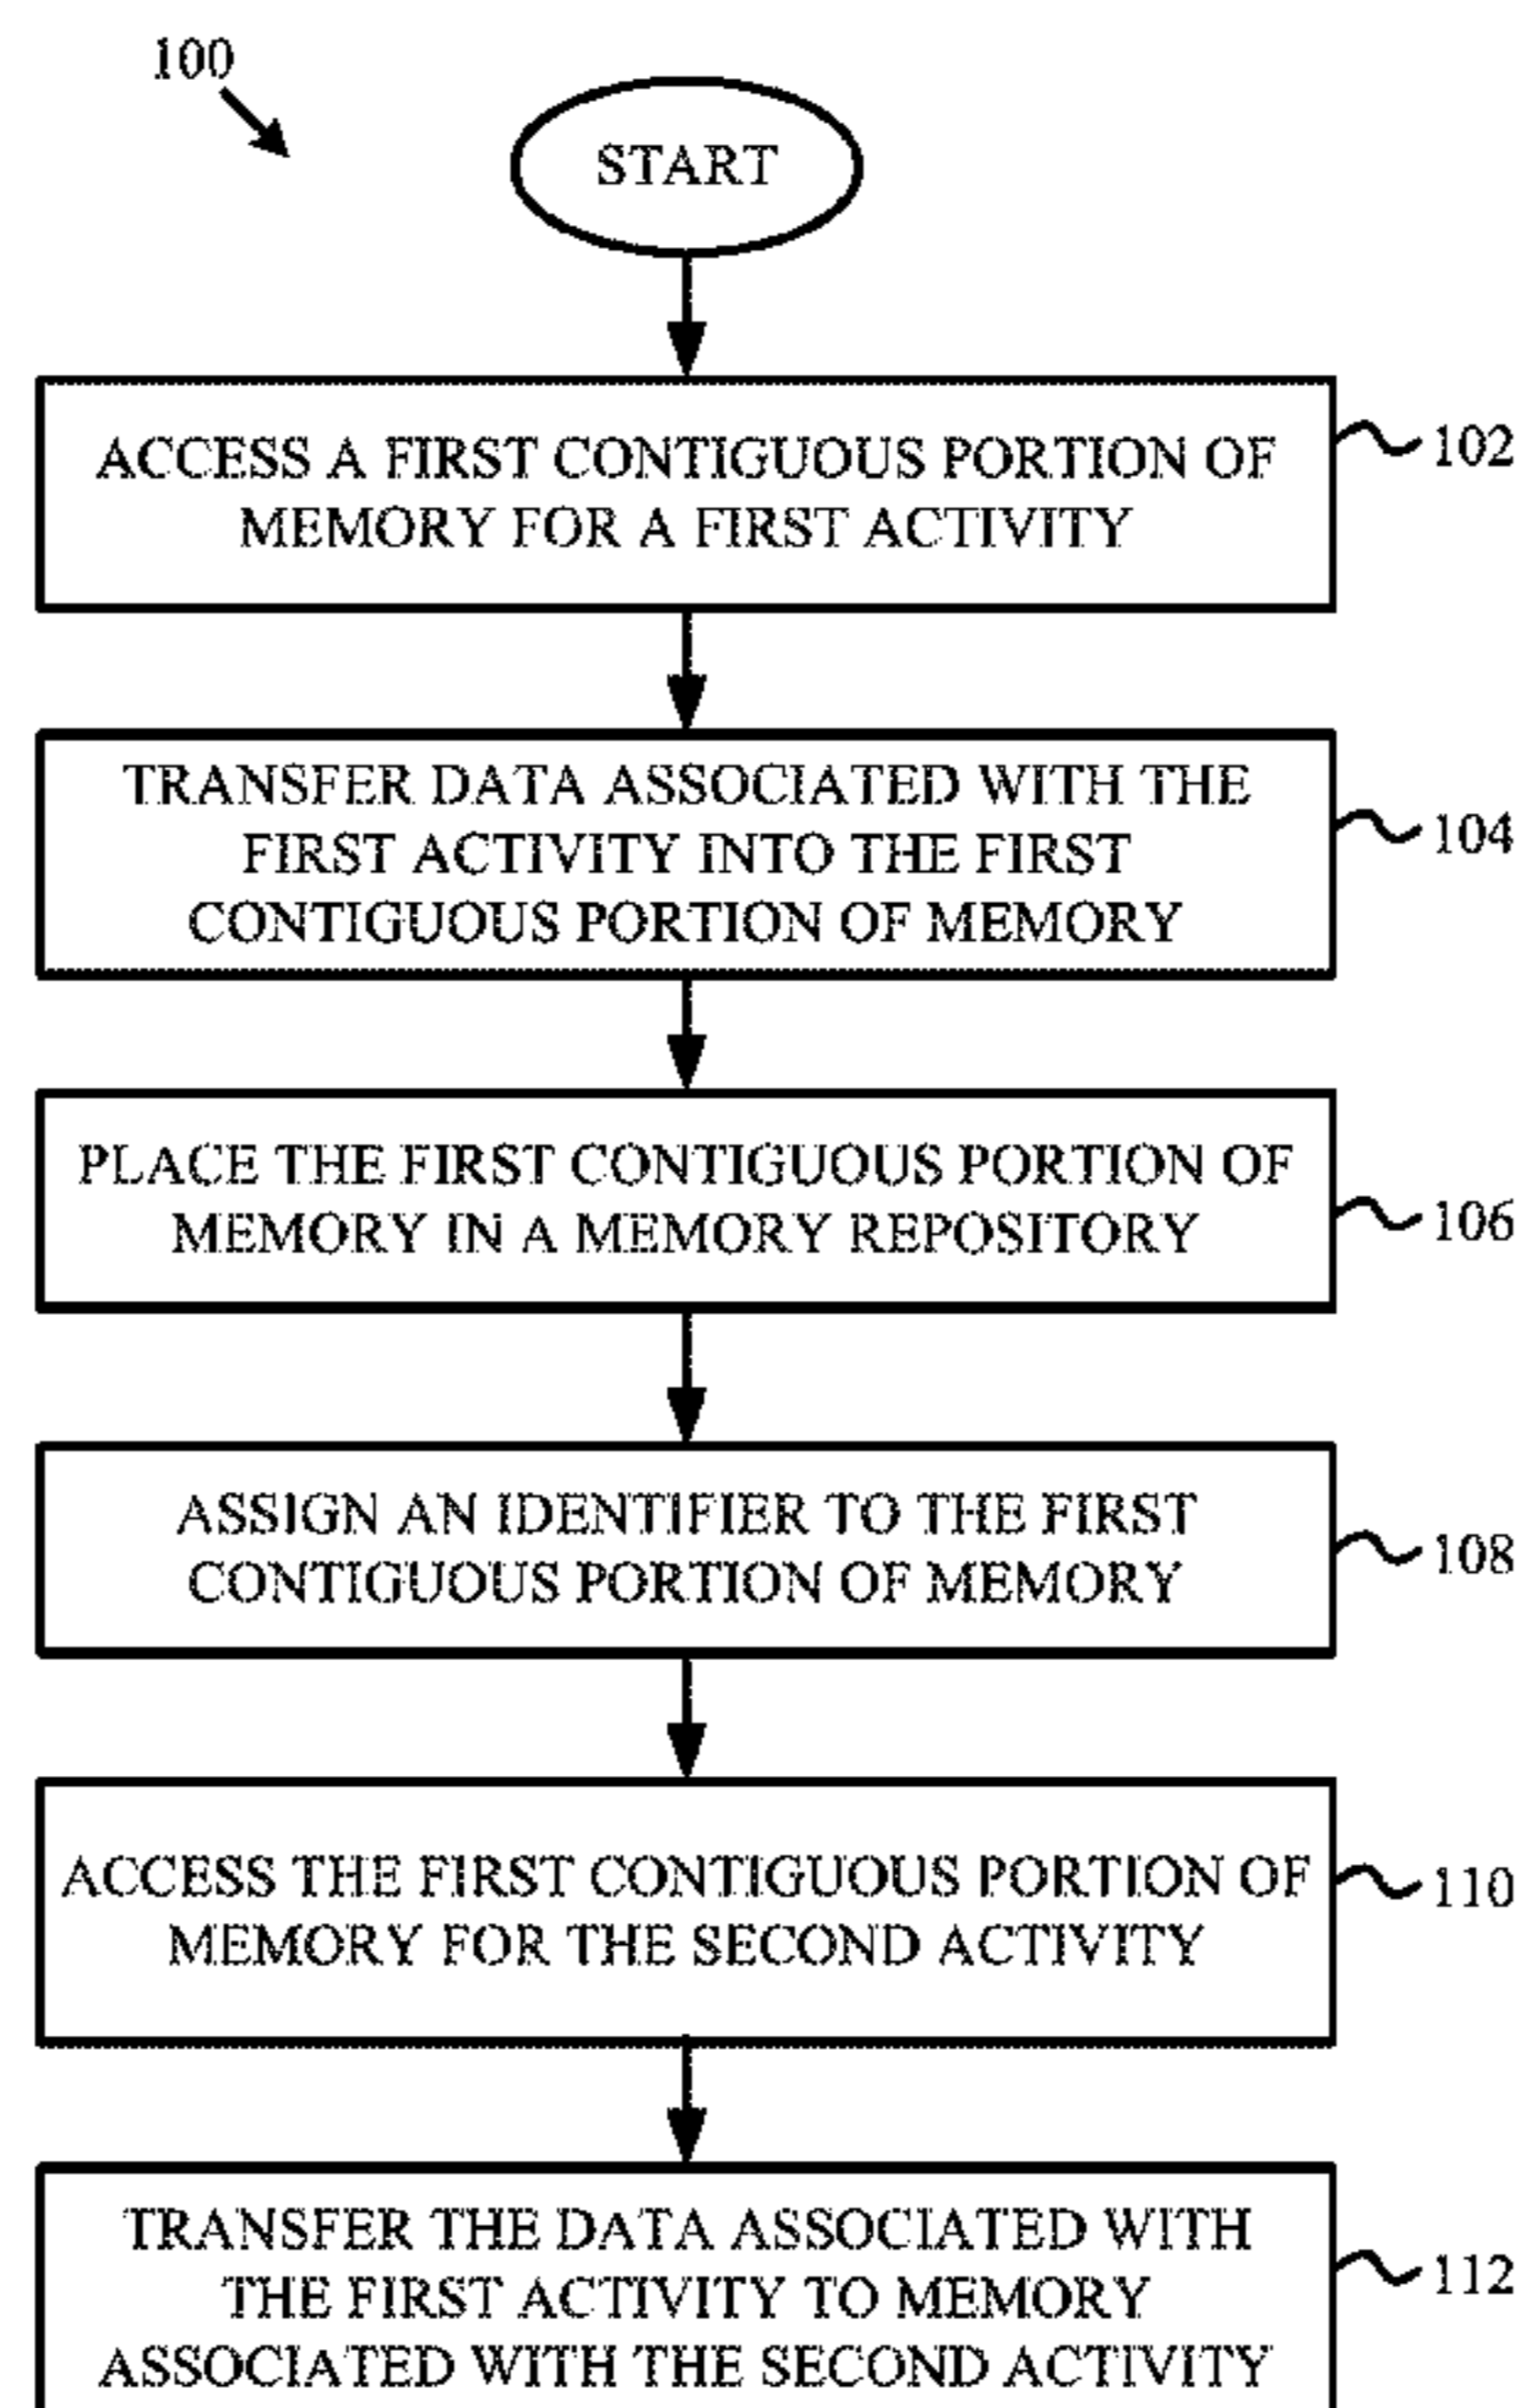 100
START
ACCESS A FIRST CONTIGUOUS PORTION OF
MEMORY FOR A FIRST ACTIVITY
102
TRANSFER DATA ASSOCIATED WITH THE
FIRST ACTIVITY INTO THE FIRST
CONTIGUOUS PORTION OF MEMORY
104
PLACE THE FIRST CONTIGUOUS PORTION OF
MEMORY IN A MEMORY REPOSITORY
106
ASSIGN AN IDENTIFIER TO THE FIRST
CONTIGUOUS PORTION OF MEMORY
108
ACCESS THE FIRST CONTIGUOUS PORTION OF
MEMORY FOR THE SECOND ACTIVITY
110
TRANSFER THE DATA ASSOCIATED WITH
THE FIRST ACTIVITY TO MEMORY
ASSOCIATED WITH THE SECOND ACTIVITY
112